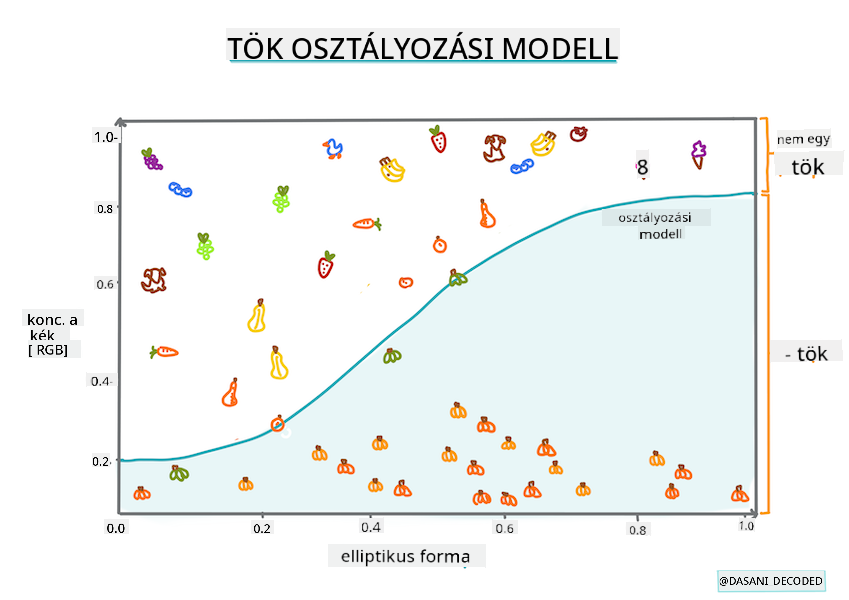 TÖK OSZTÁLYOZÁSI MODELL
1.0-
nem egy
tök
8
0.8
osztályozási
modell
0.6
konc. a
kék
[ RGB]
- tök
0.4-
0.2-
0.0
0.2
0.4
0.6
0.8
1.0
elliptikus forma
@DASANI DECODED